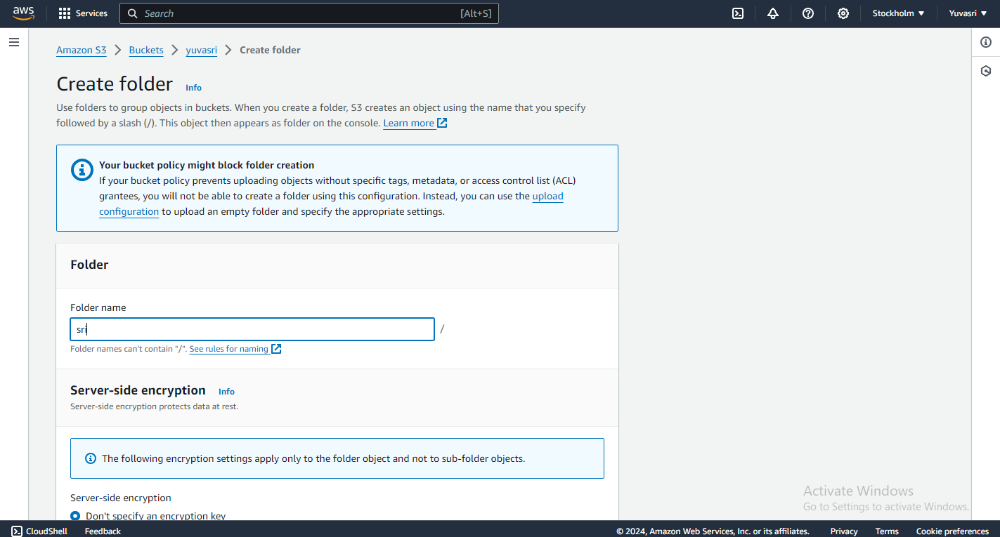 aws Services Search [Alt+S] Stockholm Yuvasri
Amazon S3 Buckets yuvasri Create folder
Create folder Info
Use folders to group objects in buckets. When you create a folder, S3 creates an object using the name that you specify
followed by a slash (/). This object then appears as folder on the console. Learn more
Your bucket policy might block folder creation
If your bucket policy prevents uploading objects without specific tags, metadata, or access control list (ACL)
grantees, you will not be able to create a folder using this configuration. Instead, you can use the upload
configuration to upload an empty folder and specify the appropriate settings.
Folder
Folder name
sri /
Folder names can't contain "/". See rules for naming
Server-side encryption Info
Server-side encryption protects data at rest.
The following encryption settings apply only to the folder object and not to sub-folder objects.
Server-side encryption
Don't specify an encryption key
Activate Windows
Go to Settings to activate Windows.
CloudShell Feedback © 2024, Amazon Web Services, Inc. or its affiliates. Privacy Terms Cookie preferences